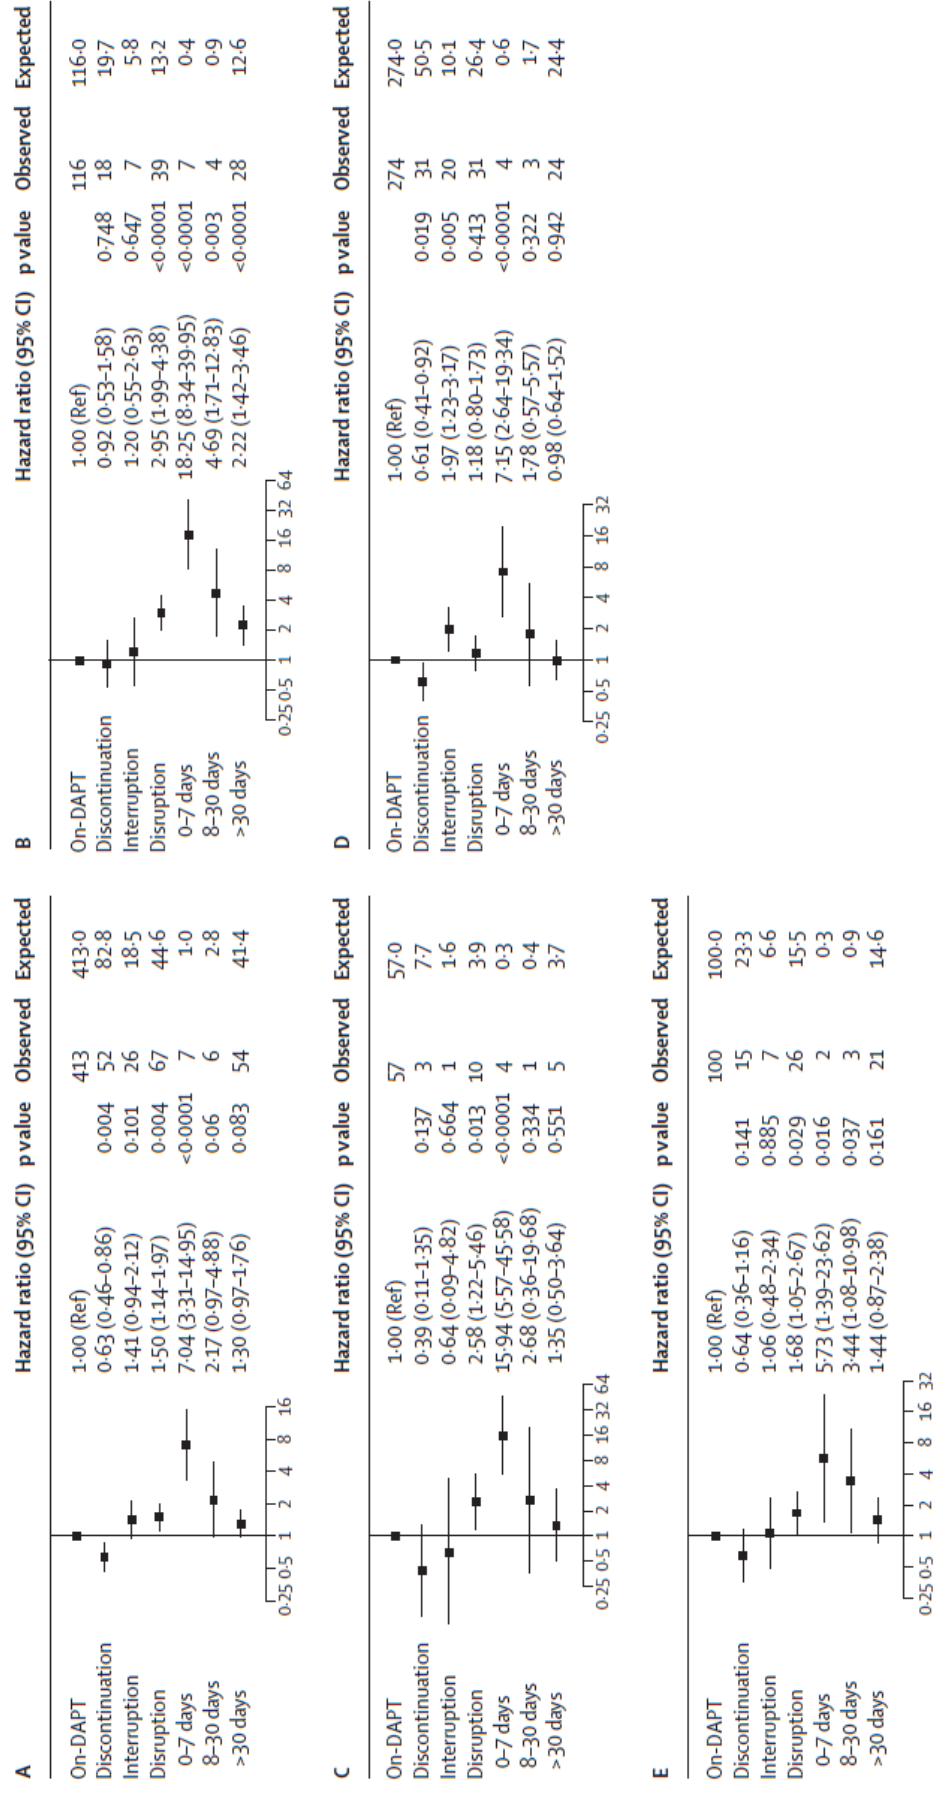 A
Hazard ratio (95% CI) p value Observed Expected
On-DAPT 1·00 (Ref) 413 413·0
Discontinuation 0·63 (0·46–0·86) 0·004 52 82·8
Interruption 1·41 (0·94–2·12) 0·101 26 18·5
Disruption 1·50 (1·14–1·97) 0·004 67 44·6
0–7 days 7·04 (3·31–14·95) <0·0001 7 1·0
8–30 days 2·17 (0·97–4·88) 0·06 6 2·8
>30 days 1·30 (0·97–1·76) 0·083 54 41·4
0·25 0·5 1 2 4 8 16
B
Hazard ratio (95% CI) p value Observed Expected
On-DAPT 1·00 (Ref) 116 116·0
Discontinuation 0·92 (0·53–1·58) 0·748 18 19·7
Interruption 1·20 (0·55–2·63) 0·647 7 5·8
Disruption 2·95 (1·99–4·38) <0·0001 39 13·2
0–7 days 18·25 (8·34–39·95) <0·0001 7 0·4
8–30 days 4·69 (1·71–12·83) 0·003 4 0·9
>30 days 2·22 (1·42–3·46) <0·0001 28 12·6
0·25 0·5 1 2 4 8 16 32 64
C
Hazard ratio (95% CI) p value Observed Expected
On-DAPT 1·00 (Ref) 57 57·0
Discontinuation 0·39 (0·11–1·35) 0·137 3 7·7
Interruption 0·64 (0·09–4·82) 0·664 1 1·6
Disruption 2·58 (1·22–5·46) 0·013 10 3·9
0–7 days 15·94 (5·57–45·58) <0·0001 4 0·3
8–30 days 2·68 (0·36–19·68) 0·334 1 0·4
>30 days 1·35 (0·50–3·64) 0·551 5 3·7
0·25 0·5 1 2 4 8 16 32 64
D
Hazard ratio (95% CI) p value Observed Expected
On-DAPT 1·00 (Ref) 274 274·0
Discontinuation 0·61 (0·41–0·92) 0·019 31 50·5
Interruption 1·97 (1·23–3·17) 0·005 20 10·1
Disruption 1·18 (0·80–1·73) 0·413 31 26·4
0–7 days 7·15 (2·64–19·34) <0·0001 4 0·6
8–30 days 1·78 (0·57–5·57) 0·322 3 1·7
>30 days 0·98 (0·64–1·52) 0·942 24 24·4
0·25 0·5 1 2 4 8 16 32
E
Hazard ratio (95% CI) p value Observed Expected
On-DAPT 1·00 (Ref) 100 100·0
Discontinuation 0·64 (0·36–1·16) 0·141 15 23·3
Interruption 1·06 (0·48–2·34) 0·885 7 6·6
Disruption 1·68 (1·05–2·67) 0·029 26 15·5
0–7 days 5·73 (1·39–23·62) 0·016 2 0·3
8–30 days 3·44 (1·08–10·98) 0·037 3 0·9
>30 days 1·44 (0·87–2·38) 0·161 21 14·6
0·25 0·5 1 2 4 8 16 32